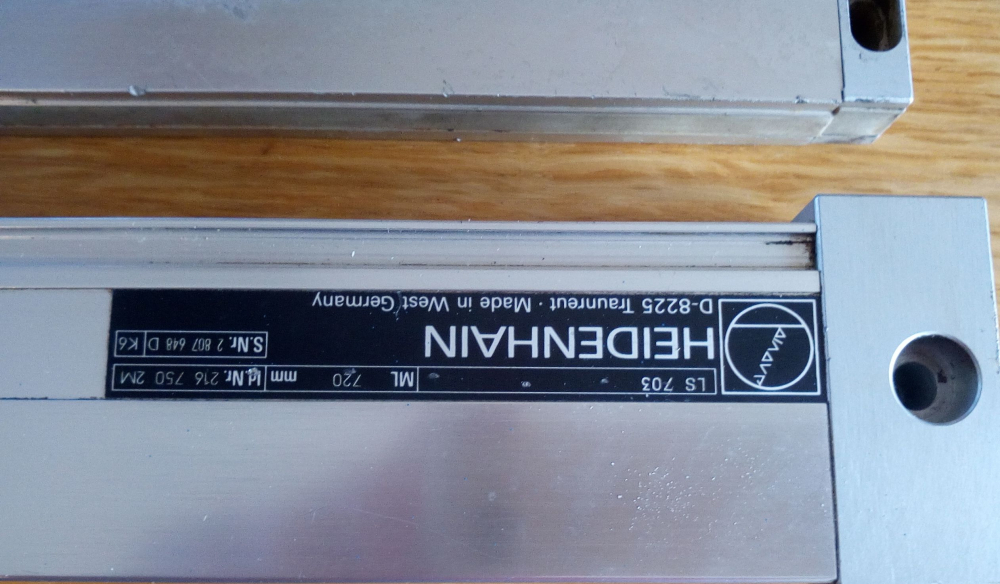 LS 703 ML 720 mm Id.Nr. 216 750 2M
HEIDENHAIN S.Nr. 2 807 648 D K6
D-8225 Traunreut · Made in West Germany